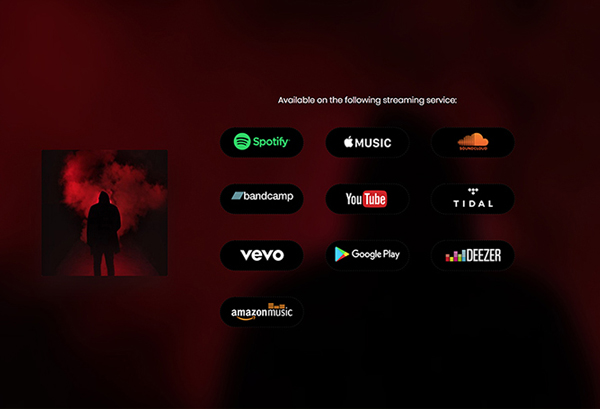 Available on the following streaming service:
Spotify
MUSIC
SOUNDCLOUD
bandcamp
YouTube
TIDAL
vevo
Google Play
DEEZER
amazonmusic